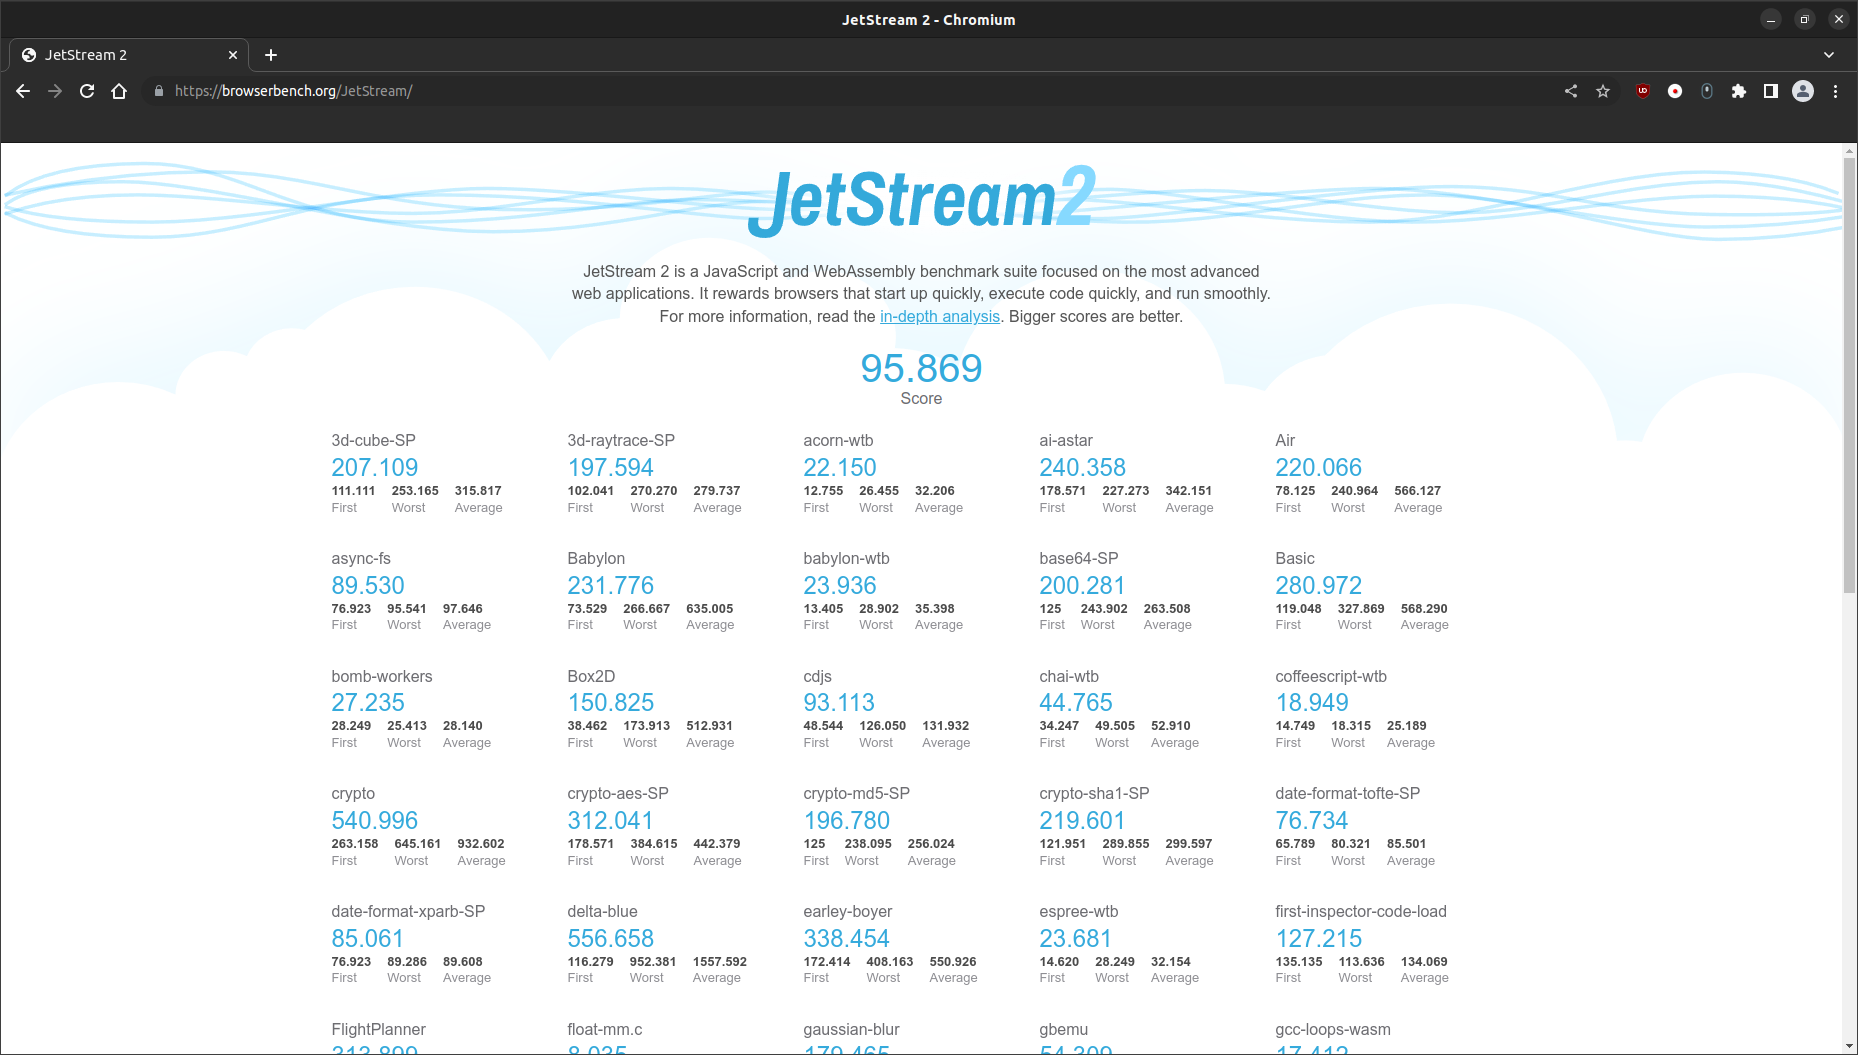 JetStream 2 - Chromium
JetStream 2
https://browserbench.org/JetStream/
JetStream 2
JetStream 2 is a JavaScript and WebAssembly benchmark suite focused on the most advanced
web applications. It rewards browsers that start up quickly, execute code quickly, and run smoothly.
For more information, read the in-depth analysis. Bigger scores are better.
95.869
Score
3d-cube-SP 3d-raytrace-SP acorn-wtb ai-astar Air
207.109 197.594 22.150 240.358 220.066
111.111 253.165 315.817 102.041 270.270 279.737 12.755 26.455 32.206 178.571 227.273 342.151 78.125 240.964 566.127
First Worst Average First Worst Average First Worst Average First Worst Average First Worst Average
async-fs Babylon babylon-wtb base64-SP Basic
89.530 231.776 23.936 200.281 280.972
76.923 95.541 97.646 73.529 266.667 635.005 13.405 28.902 35.398 125 243.902 263.508 119.048 327.869 568.290
First Worst Average First Worst Average First Worst Average First Worst Average First Worst Average
bomb-workers Box2D cdjs chai-wtb coffeescript-wtb
27.235 150.825 93.113 44.765 18.949
28.249 25.413 28.140 38.462 173.913 512.931 48.544 126.050 131.932 34.247 49.505 52.910 14.749 18.315 25.189
First Worst Average First Worst Average First Worst Average First Worst Average First Worst Average
crypto crypto-aes-SP crypto-md5-SP crypto-sha1-SP date-format-tofte-SP
540.996 312.041 196.780 219.601 76.734
263.158 645.161 932.602 178.571 384.615 442.379 125 238.095 256.024 121.951 289.855 299.597 65.789 80.321 85.501
First Worst Average First Worst Average First Worst Average First Worst Average First Worst Average
date-format-xparb-SP delta-blue earley-boyer espree-wtb first-inspector-code-load
85.061 556.658 338.454 23.681 127.215
76.923 89.286 89.608 116.279 952.381 1557.592 172.414 408.163 550.926 14.620 28.249 32.154 135.135 113.636 134.069
First Worst Average First Worst Average First Worst Average First Worst Average First Worst Average
FlightPlanner float-mm.c gaussian-blur gbemu gcc-loops-wasm